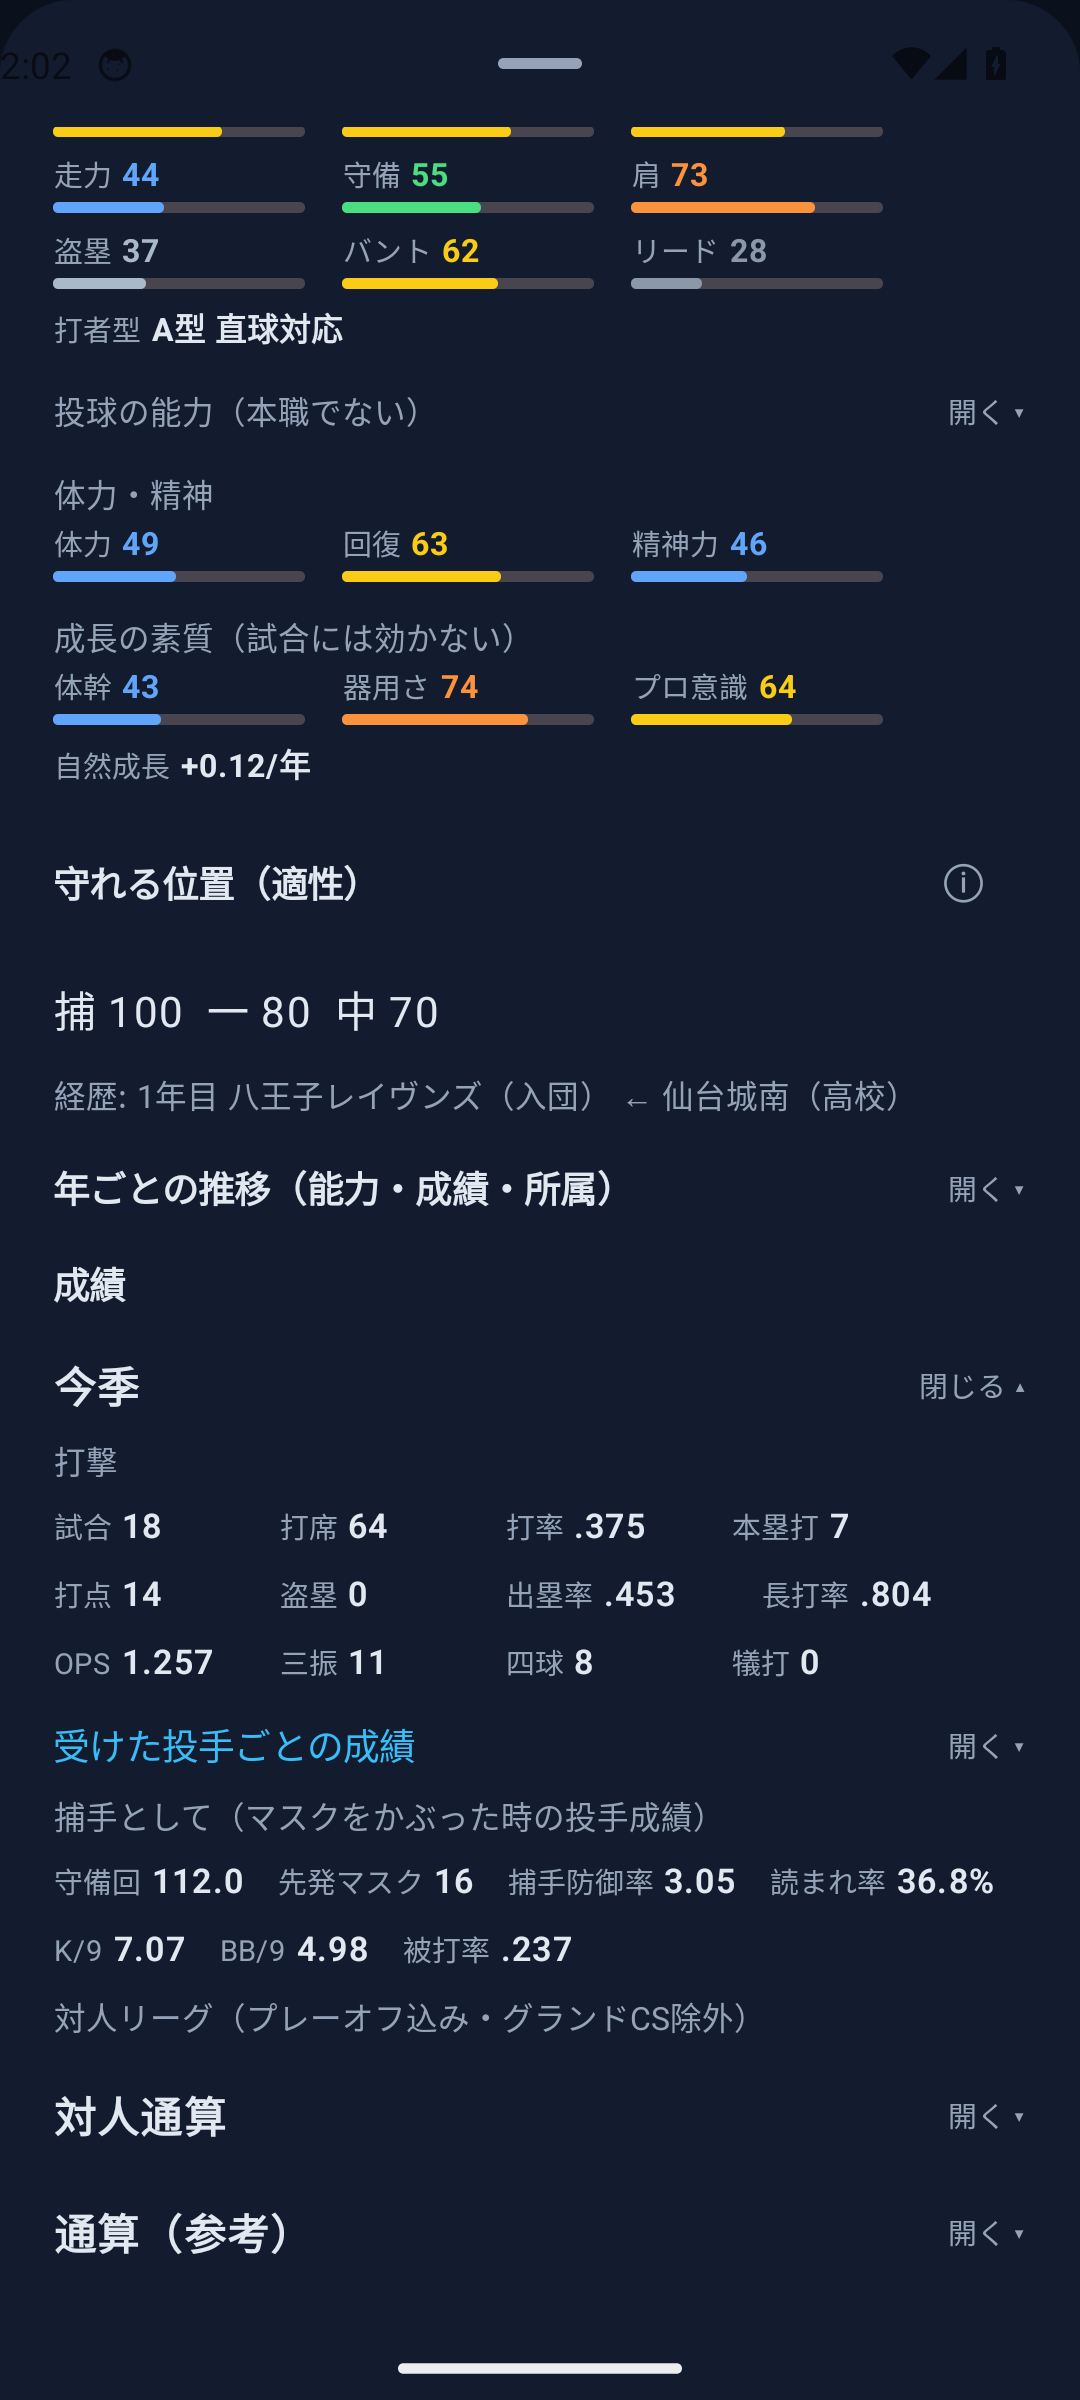 2:02
走力 44 守備 55 肩 73
盗塁 37 バント 62 リード 28
打者型 A型 直球対応
投球の能力（本職でない） 開く ▾
体力・精神
体力 49 回復 63 精神力 46
成長の素質（試合には効かない）
体幹 43 器用さ 74 プロ意識 64
自然成長 +0.12/年
守れる位置（適性） ⓘ
捕 100 一 80 中 70
経歴: 1年目 八王子レイヴンズ（入団） ← 仙台城南（高校）
年ごとの推移（能力・成績・所属） 開く ▾
成績
今季 閉じる ▴
打撃
試合 18 打席 64 打率 .375 本塁打 7
打点 14 盗塁 0 出塁率 .453 長打率 .804
OPS 1.257 三振 11 四球 8 犠打 0
受けた投手ごとの成績 開く ▾
捕手として（マスクをかぶった時の投手成績）
守備回 112.0 先発マスク 16 捕手防御率 3.05 読まれ率 36.8%
K/9 7.07 BB/9 4.98 被打率 .237
対人リーグ（プレーオフ込み・グランドCS除外）
対人通算 開く ▾
通算（参考） 開く ▾